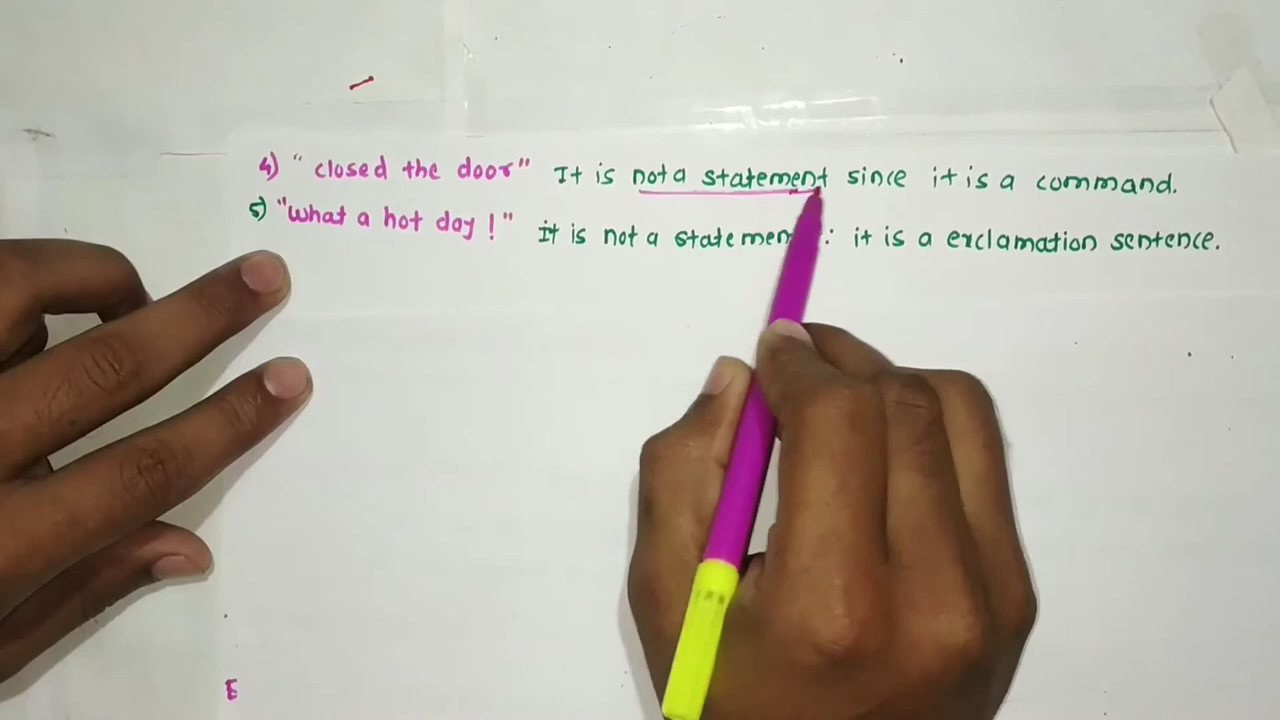 4) "closed the door" It is not a statement since it is a command.
5) "what a hot day!" It is not a statemen : it is a exclamation sentence.
E